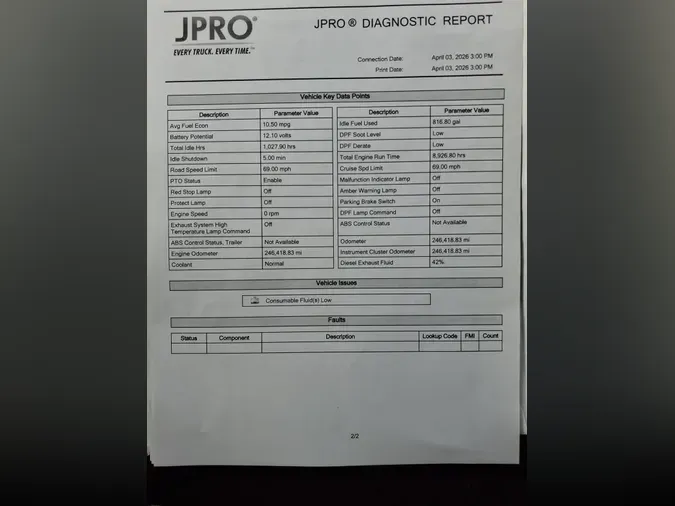 JPRO®
EVERY TRUCK. EVERY TIME.™
JPRO® DIAGNOSTIC REPORT
Connection Date: April 03, 2026 3:00 PM
Print Date: April 03, 2026 3:00 PM
Vehicle Key Data Points
Description Parameter Value
Avg Fuel Econ 10.50 mpg
Battery Potential 12.10 volts
Total Idle Hrs 1,027.90 hrs
Idle Shutdown 5.00 min
Road Speed Limit 69.00 mph
PTO Status Enable
Red Stop Lamp Off
Protect Lamp Off
Engine Speed 0 rpm
Exhaust System High Off
Temperature Lamp Command
ABS Control Status, Trailer Not Available
Engine Odometer 246,418.83 mi
Coolant Normal
Description Parameter Value
Idle Fuel Used 816.80 gal
DPF Soot Level Low
DPF Derate Low
Total Engine Run Time 8,926.80 hrs
Cruise Spd Limit 69.00 mph
Malfunction Indicator Lamp Off
Amber Warning Lamp Off
Parking Brake Switch On
DPF Lamp Command Off
ABS Control Status Not Available
Odometer 246,418.83 mi
Instrument Cluster Odometer 246,418.83 mi
Diesel Exhaust Fluid 42%
Vehicle Issues
Consumable Fluid(s) Low
Faults
Status Component Description Lookup Code FMI Count
2/2